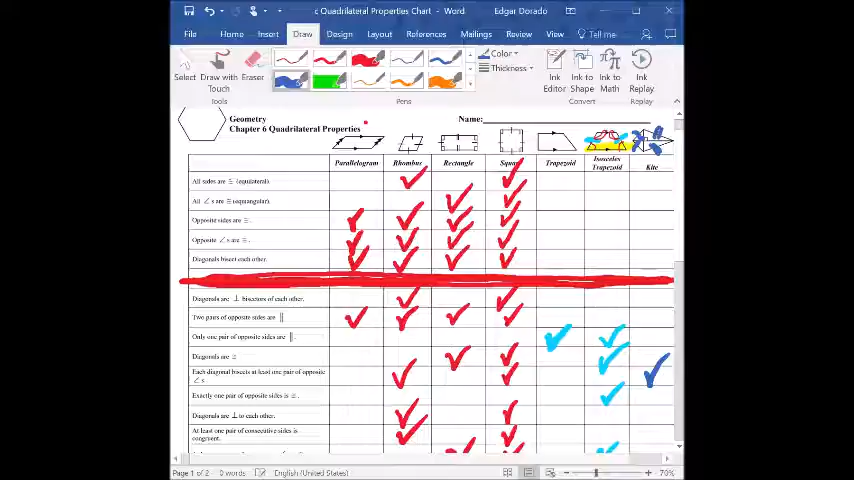 c Quadrilateral Properties Chart - Word
Edgar Dorado
File Home Insert Draw Design Layout References Mailings Review View Tell me
Select
Draw with Touch
Eraser
Color
Thickness
Ink Editor
Ink to Shape
Ink to Math
Ink Replay
Tools Pens Convert Replay
Geometry Name:
Chapter 6 Quadrilateral Properties
Parallelogram Rhombus Rectangle Squar Trapezoid Isosceles Trapezoid Kite
All sides are ≅ (equilateral).
All ∠s are ≅ (equiangular).
Opposite sides are ≅.
Opposite ∠s are ≅.
Diagonals bisect each other.
Diagonals are ⊥ bisectors of each other.
Two pairs of opposite sides are ∥
Only one pair of opposite sides are ∥.
Diagonals are ≅
Each diagonal bisects at least one pair of opposite
∠s
Exactly one pair of opposite sides is ≅.
Diagonals are ⊥ to each other.
At least one pair of consecutive sides is
congruent.
Page 1 of 2 0 words English (United States) 70%